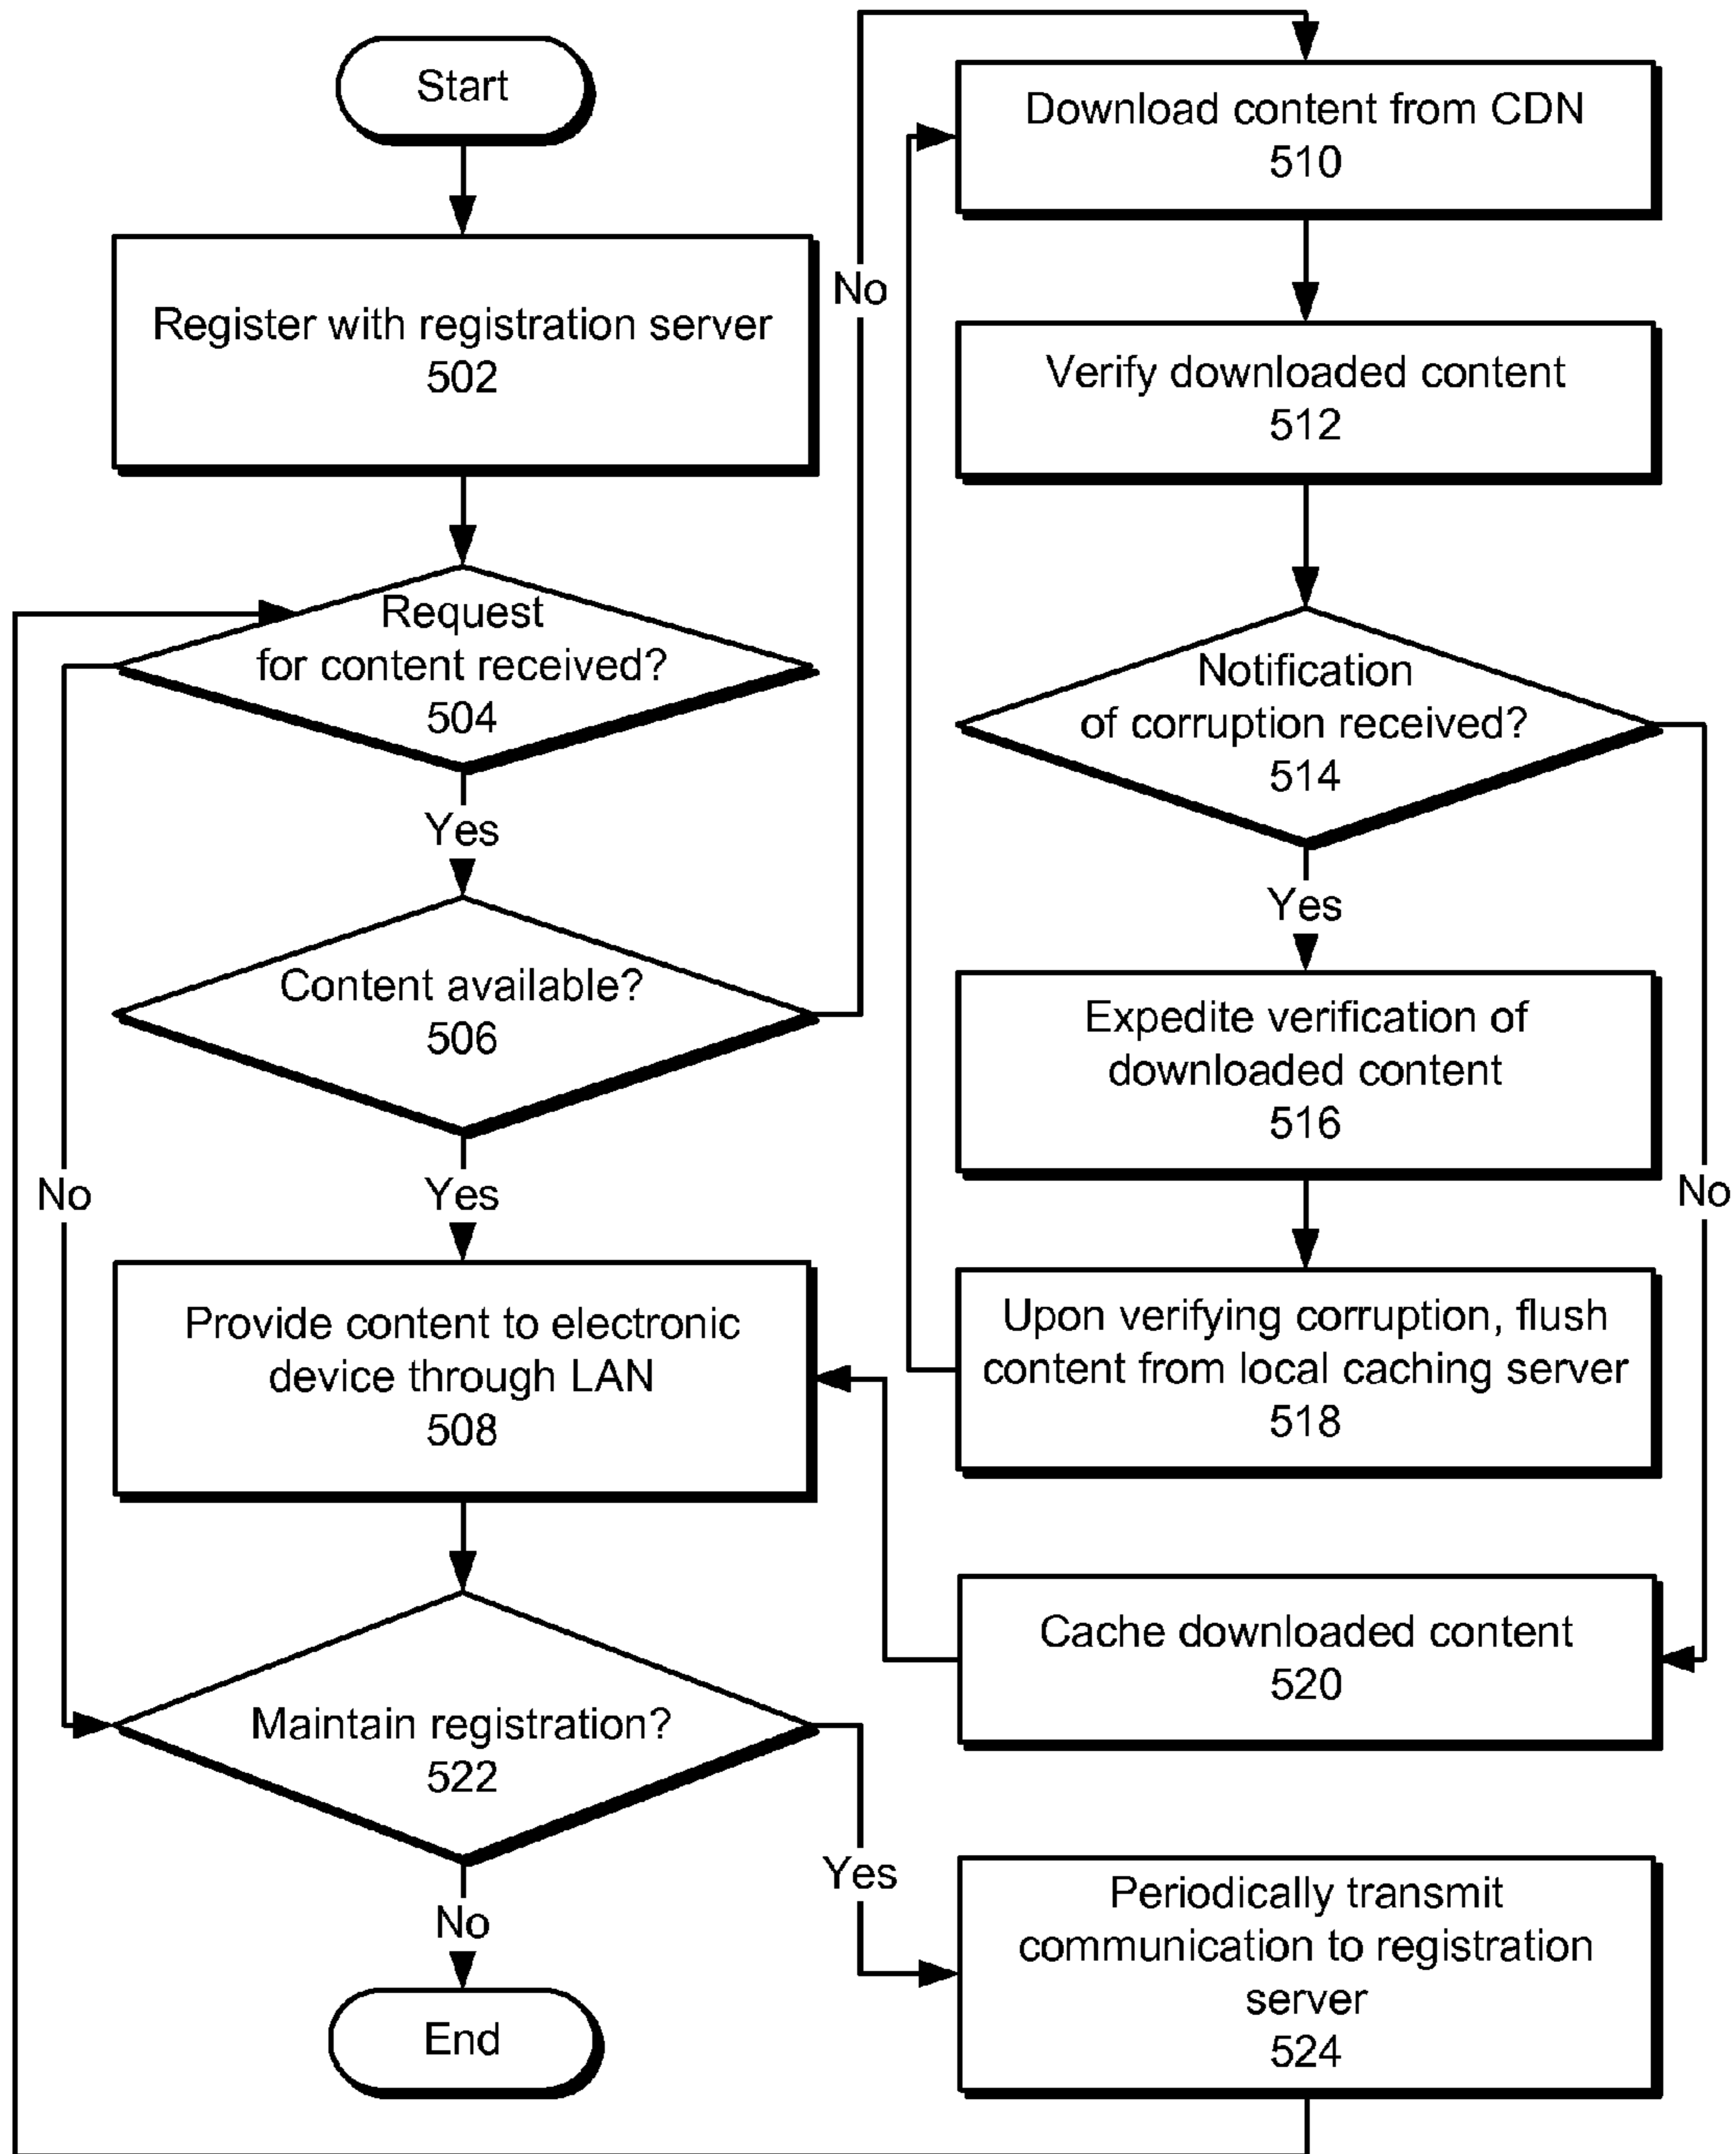 Start
Register with registration server
502
Request
for content received?
504
Yes
Content available?
506
Yes
No
Provide content to electronic
device through LAN
508
Maintain registration?
522
No
End
No
Download content from CDN
510
Verify downloaded content
512
Notification
of corruption received?
514
Yes
Expedite verification of
downloaded content
516
No
Upon verifying corruption, flush
content from local caching server
518
Cache downloaded content
520
Yes
Periodically transmit
communication to registration
server
524